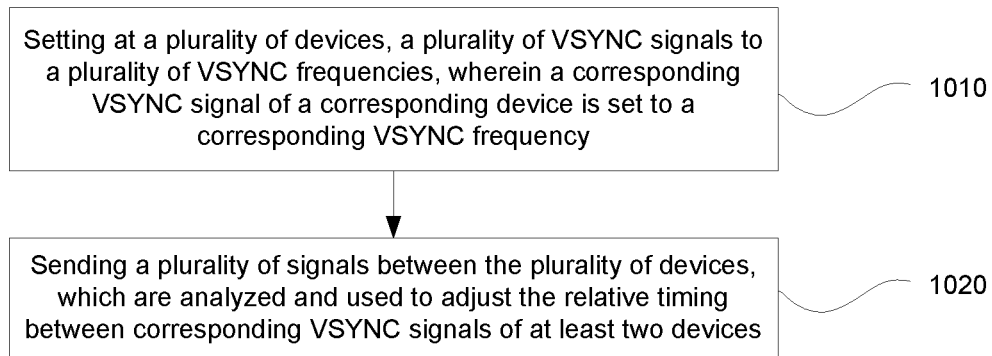 Setting at a plurality of devices, a plurality of VSYNC signals to
a plurality of VSYNC frequencies, wherein a corresponding
VSYNC signal of a corresponding device is set to a
corresponding VSYNC frequency
1010
Sending a plurality of signals between the plurality of devices,
which are analyzed and used to adjust the relative timing
between corresponding VSYNC signals of at least two devices
1020